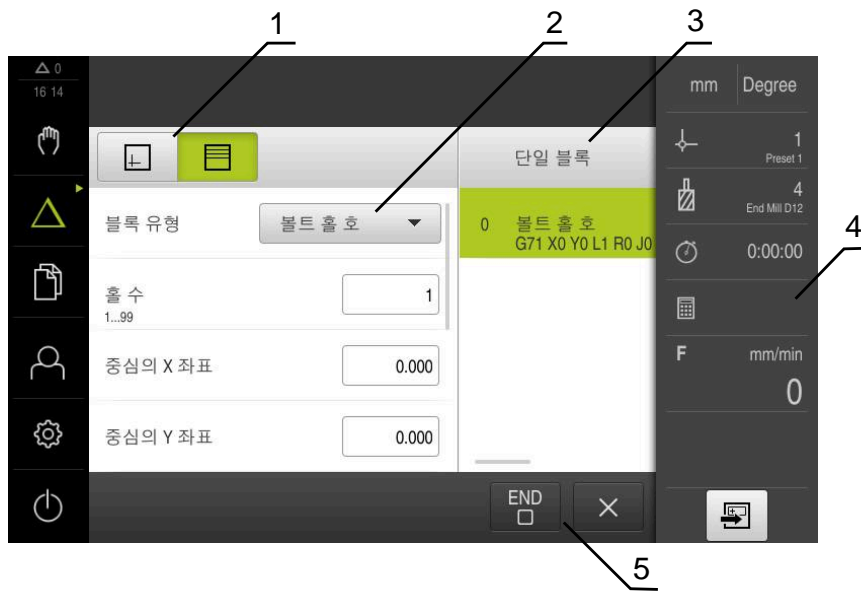 1
2
3
△ 0
16 14
mm
Degree
단일 블록
1
Preset 1
블록 유형
볼트 홀 호
0 볼트 홀 호
G71 X0 Y0 L1 R0 J0
4
End Mill D12
4
0:00:00
홀 수
1...99
1
중심의 X 좌표
0.000
F
mm/min
0
중심의 Y 좌표
0.000
END
5